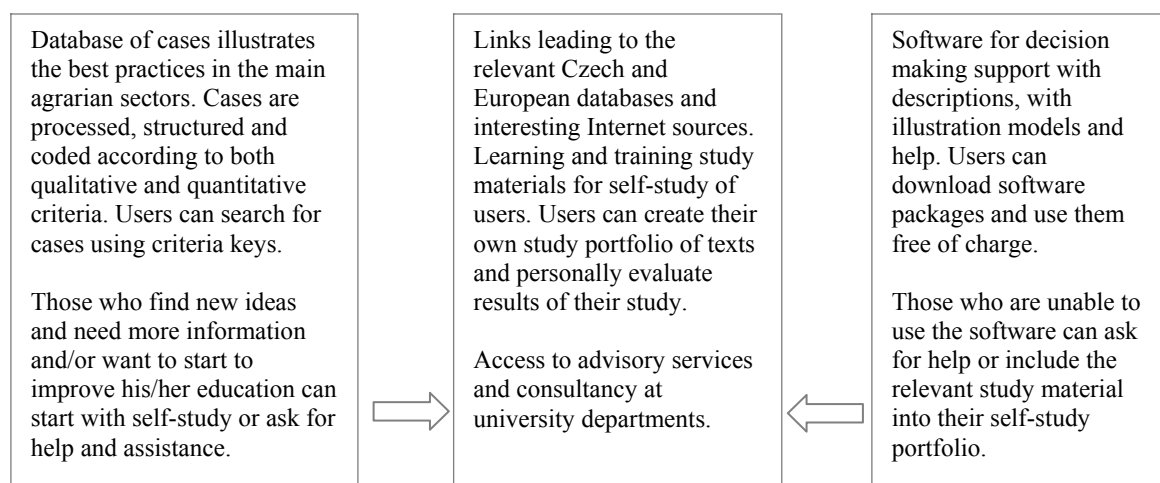 Database of cases illustrates
the best practices in the main
agrarian sectors. Cases are
processed, structured and
coded according to both
qualitative and quantitative
criteria. Users can search for
cases using criteria keys.
Those who find new ideas
and need more information
and/or want to start to
improve his/her education can
start with self-study or ask for
help and assistance.
Links leading to the
relevant Czech and
European databases and
interesting Internet sources.
Learning and training study
materials for self-study of
users. Users can create their
own study portfolio of texts
and personally evaluate
results of their study.
Access to advisory services
and consultancy at
university departments.
Software for decision
making support with
descriptions, with
illustration models and
help. Users can
download software
packages and use them
free of charge.
Those who are unable to
use the software can ask
for help or include the
relevant study material
into their self-study
portfolio.